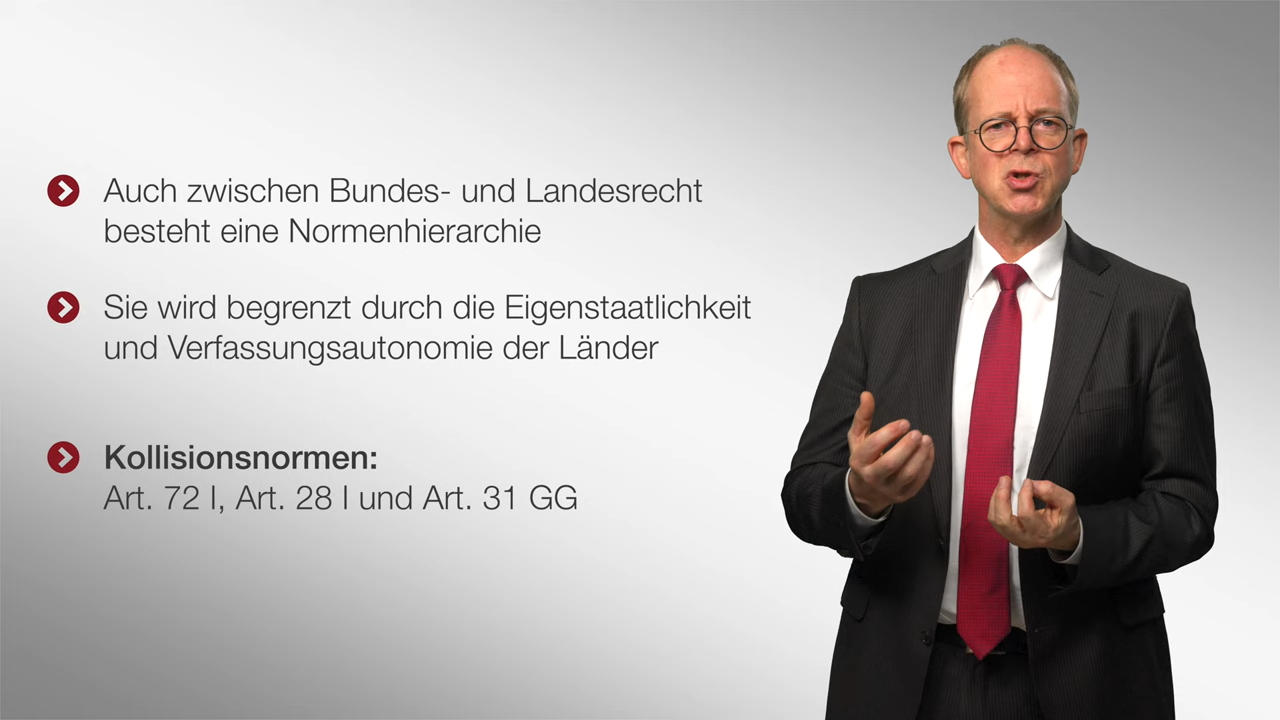 Auch zwischen Bundes- und Landesrecht
besteht eine Normenhierarchie
Sie wird begrenzt durch die Eigenstaatlichkeit
und Verfassungsautonomie der Länder
Kollisionsnormen:
Art. 72 I, Art. 28 I und Art. 31 GG